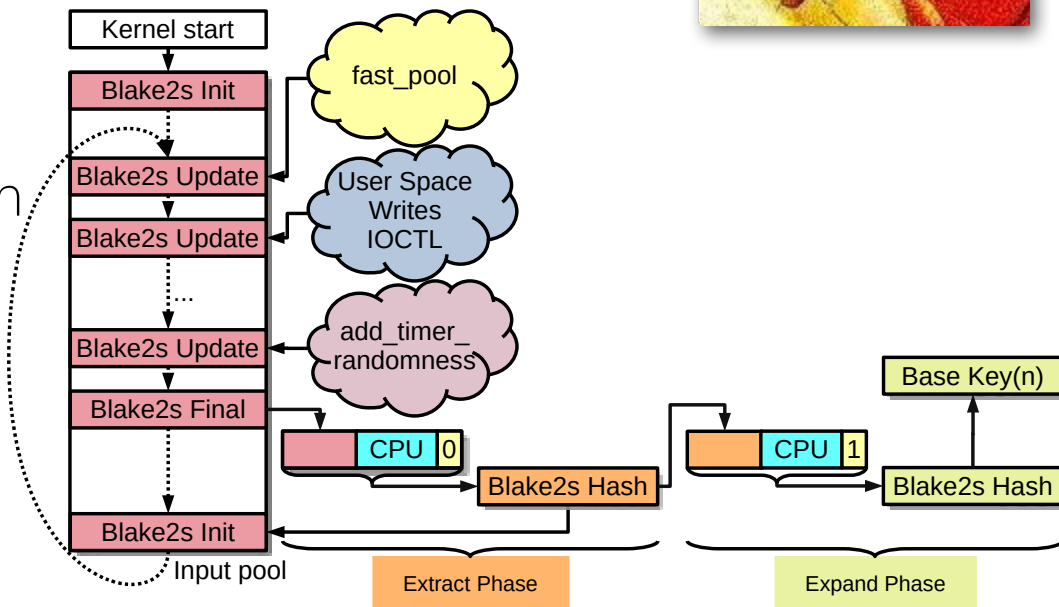 Kernel start
Blake2s Init
fast_pool
Blake2s Update
User Space
Writes
IOCTL
Blake2s Update
...
add_timer_
randomness
Blake2s Update
Blake2s Final
Base Key(n)
CPU 0
CPU 1
Blake2s Hash
Blake2s Hash
Blake2s Init
Input pool
Extract Phase
Expand Phase